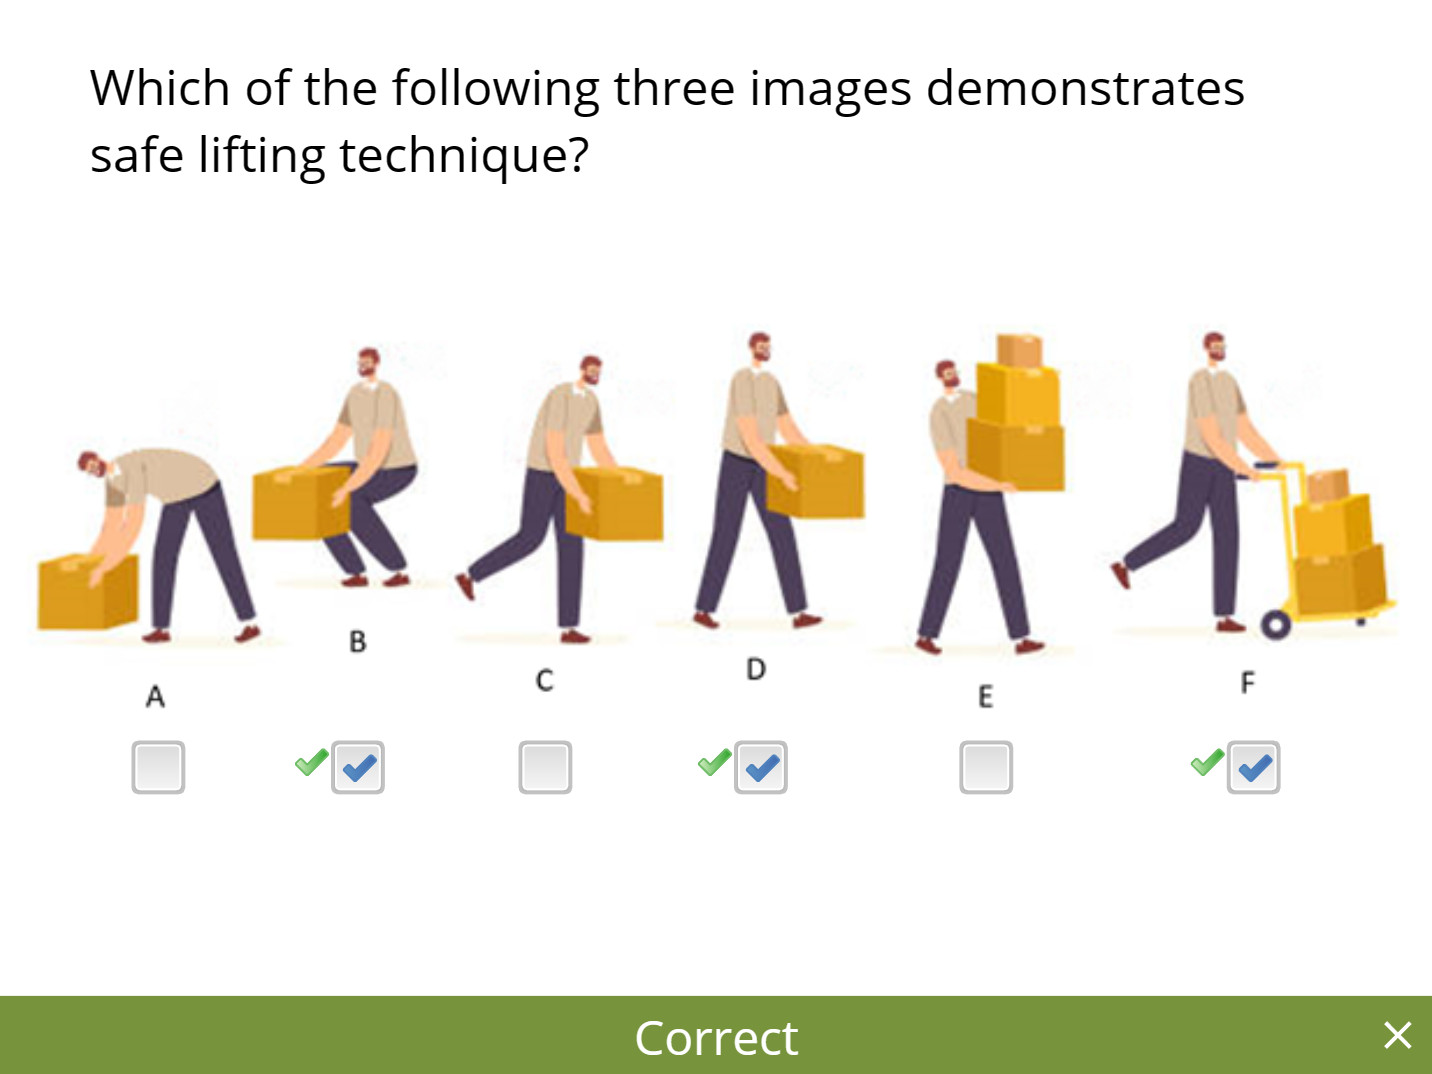 Which of the following three images demonstrates
safe lifting technique?
A
B
C
D
E
F
Correct